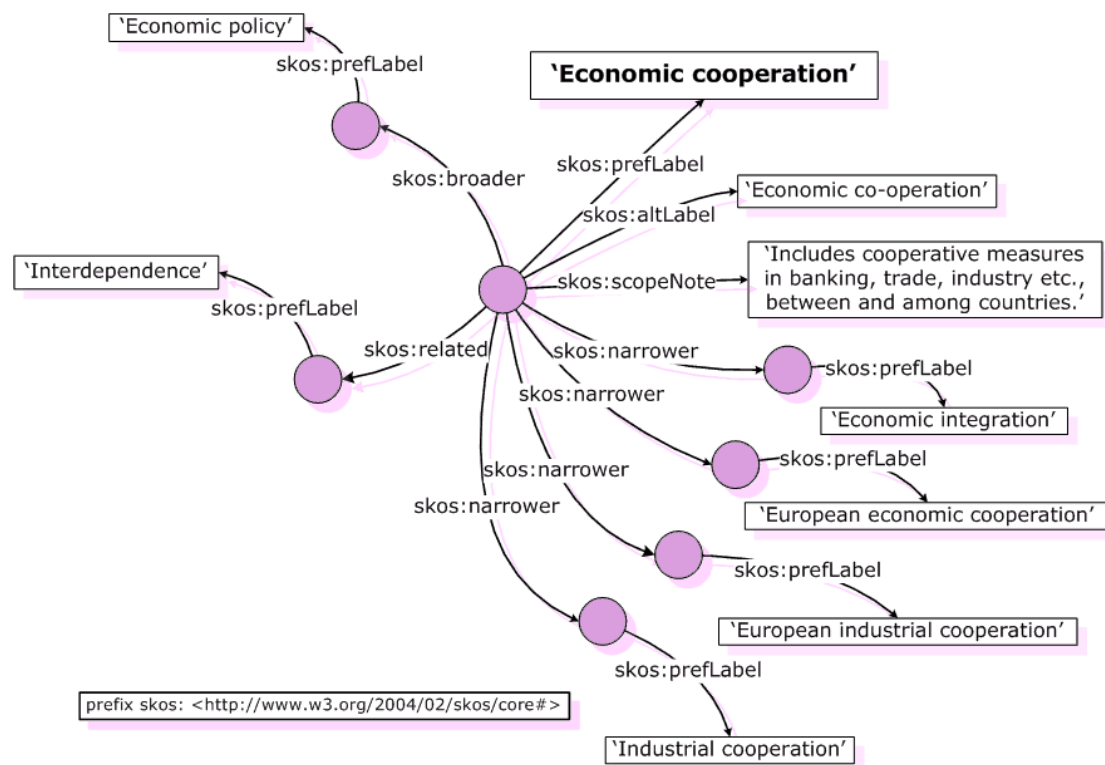 ‘Economic policy’
skos:prefLabel
‘Economic cooperation’
skos:prefLabel
skos:broader
‘Economic co-operation’
skos:altLabel
‘Interdependence’
‘Includes cooperative measures
in banking, trade, industry etc.,
between and among countries.’
skos:scopeNote
skos:prefLabel
skos:related
skos:narrower
skos:prefLabel
skos:narrower
‘Economic integration’
skos:prefLabel
skos:narrower
skos:narrower
‘European economic cooperation’
skos:prefLabel
‘European industrial cooperation’
skos:prefLabel
prefix skos: <http://www.w3.org/2004/02/skos/core#>
‘Industrial cooperation’